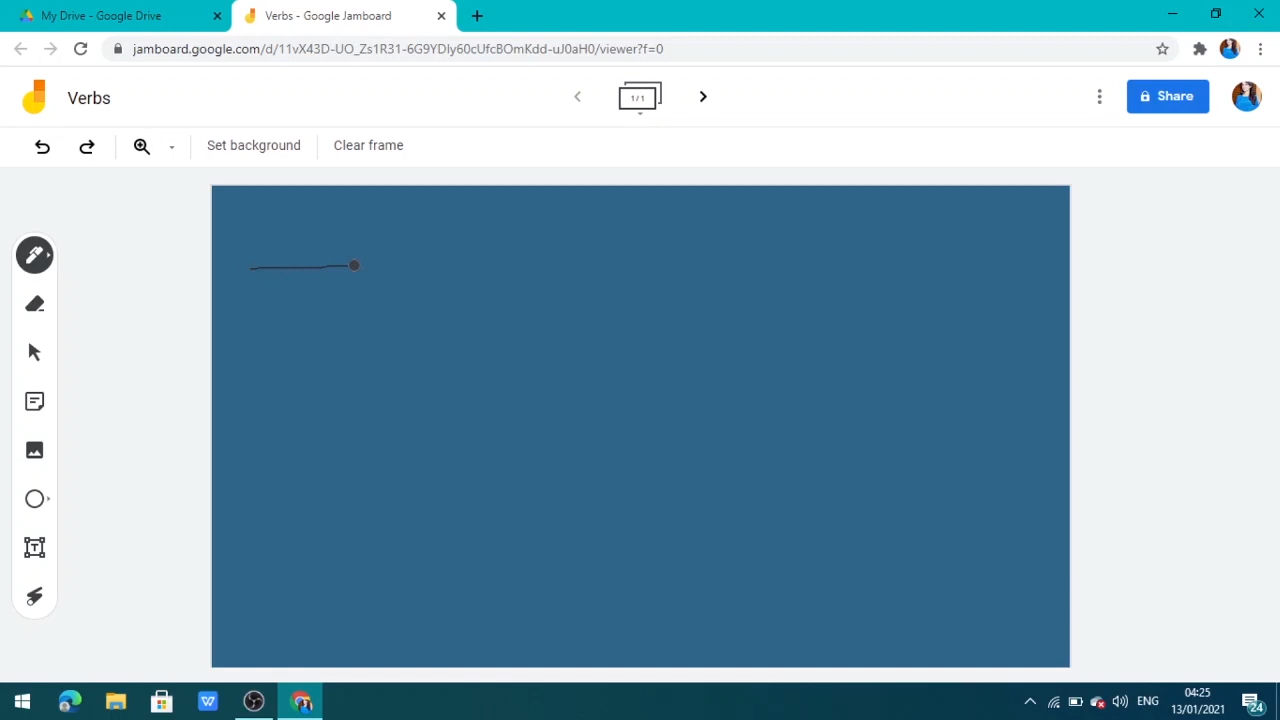 My Drive - Google Drive
Verbs - Google Jamboard
jamboard.google.com/d/11vX43D-UO_Zs1R31-6G9YDly60cUfcBOmKdd-uJ0aH0/viewer?f=0
Verbs
1/1
Share
Set background
Clear frame
T
W
ENG
04:25
13/01/2021
24